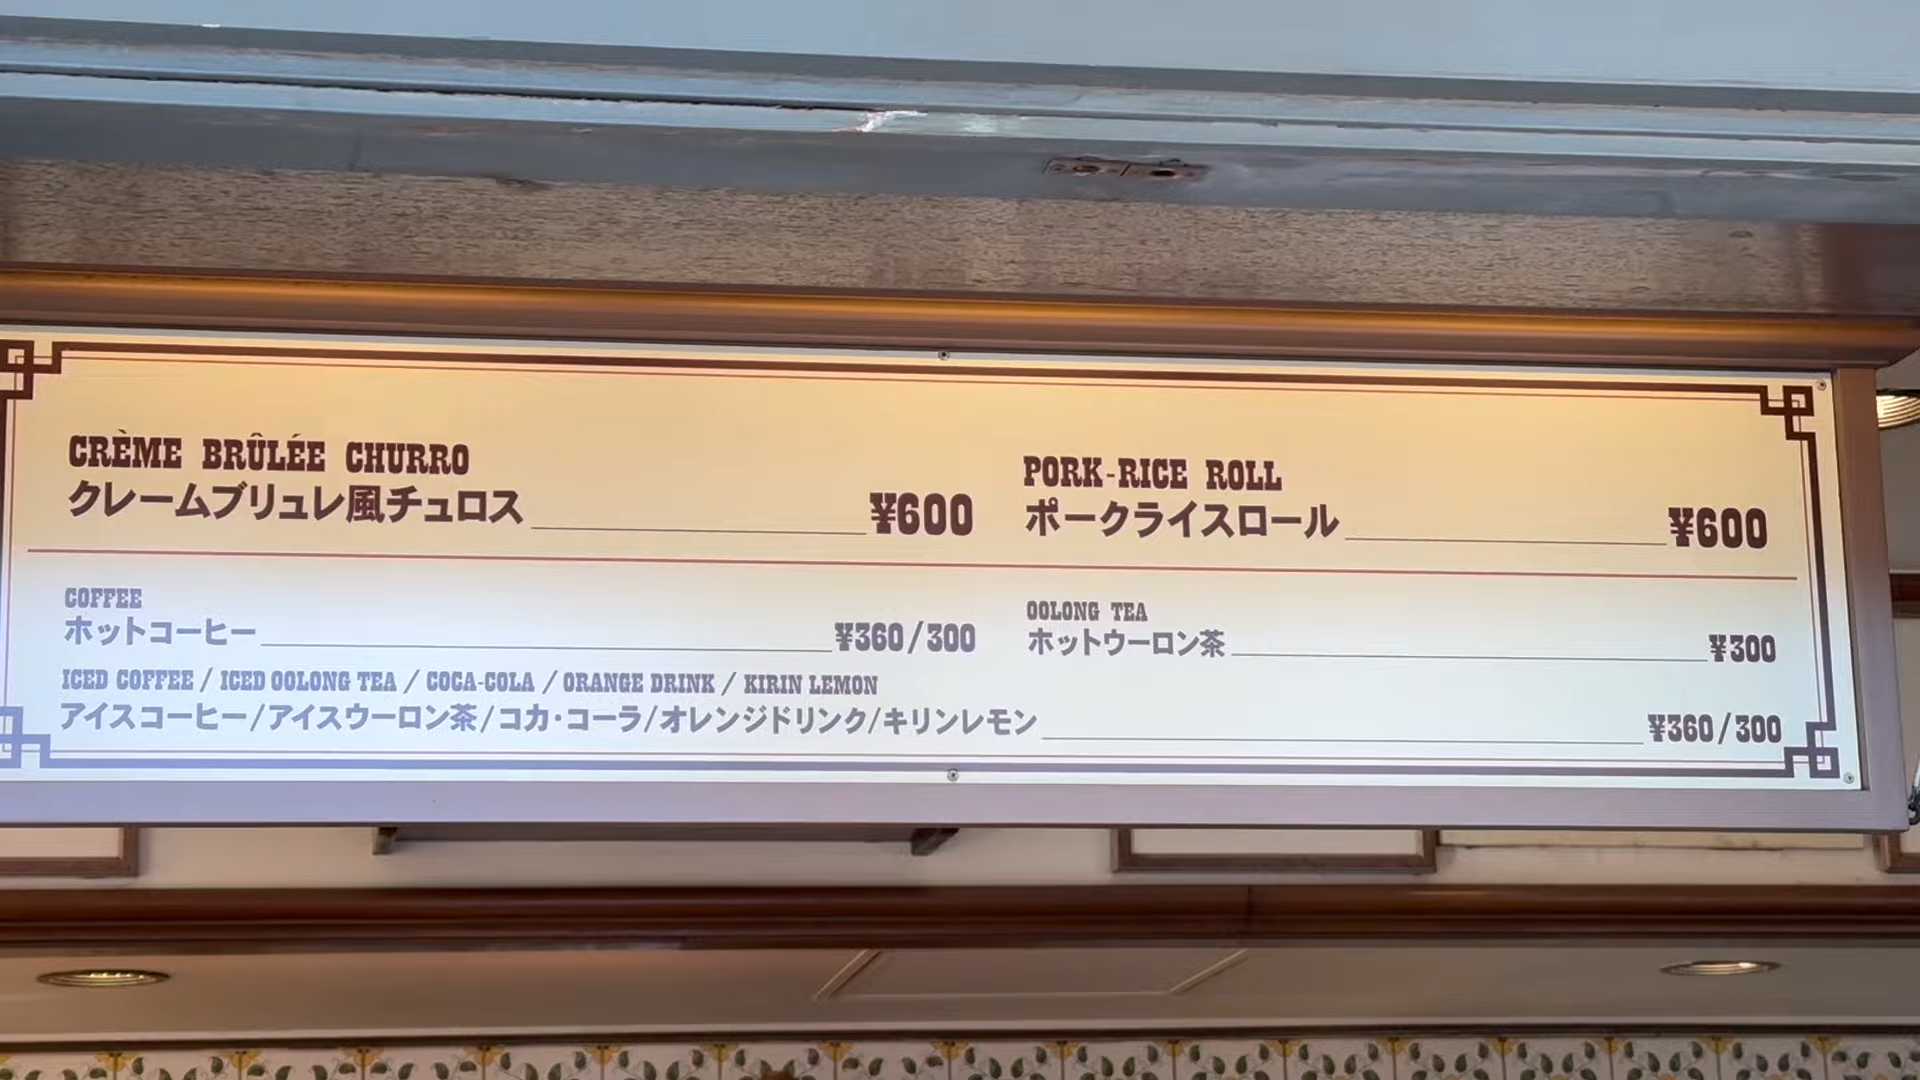 CRÈME BRÛLÉE CHURRO
クレームブリュレ風チュロス ¥600
PORK-RICE ROLL
ポークライスロール ¥600
COFFEE
ホットコーヒー ¥360/300
OOLONG TEA
ホットウーロン茶 ¥300
ICED COFFEE / ICED OOLONG TEA / COCA-COLA / ORANGE DRINK / KIRIN LEMON
アイスコーヒー/アイスウーロン茶/コカ・コーラ/オレンジドリンク/キリンレモン ¥360/300